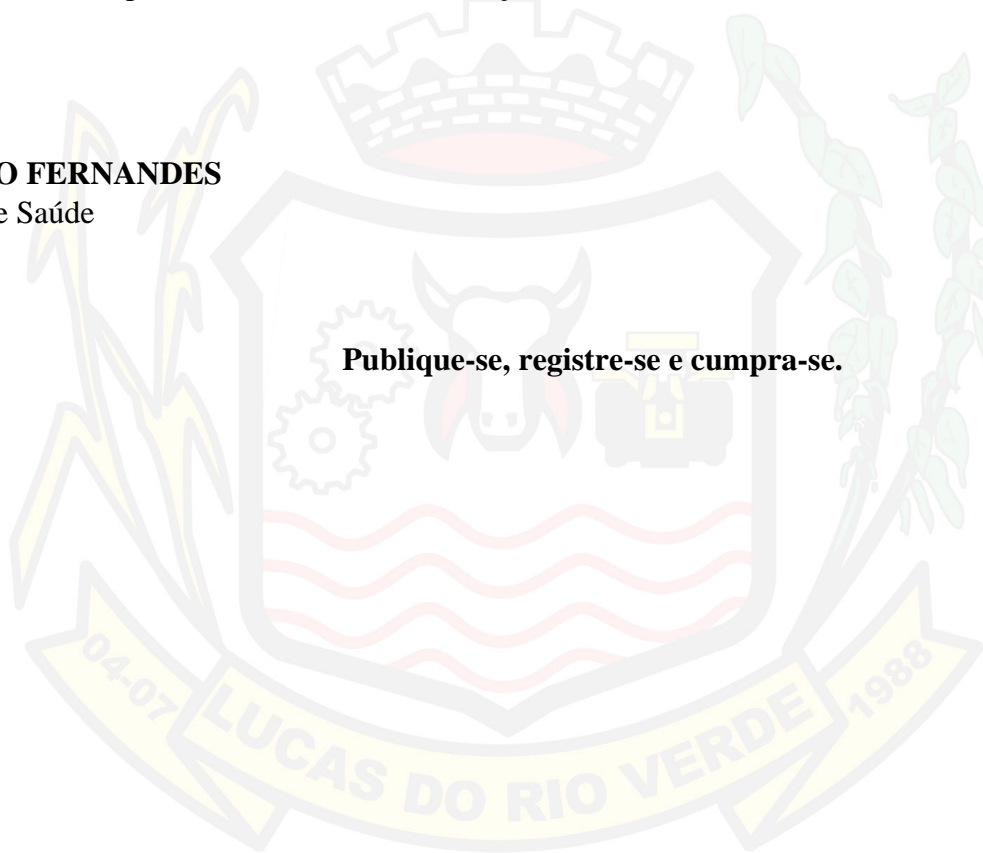 O FERNANDES
e Saúde
Publique-se, registre-se e cumpra-se.
04-07 LUCAS DO RIO VERDE 1988